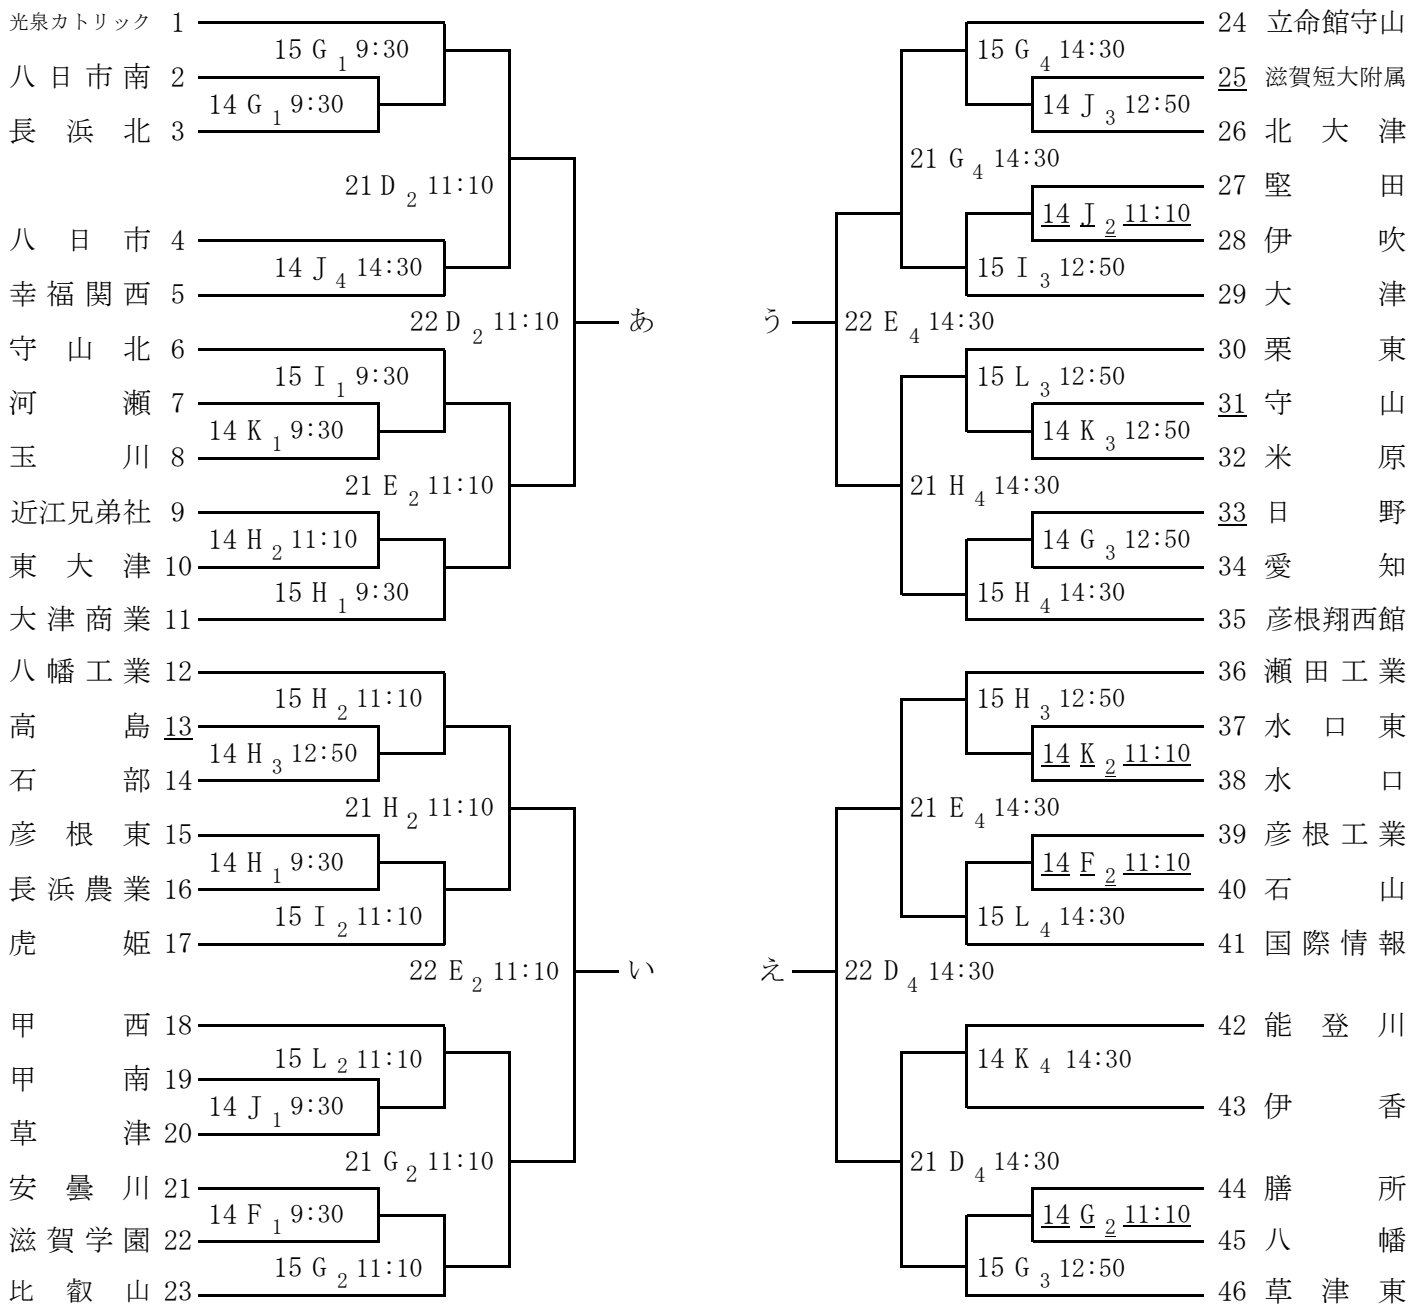 光泉カトリック 1
15 G 1 9:30
八日市南 2
14 G 1 9:30
長浜北 3
21 D 2 11:10
八日市 4
14 J 4 14:30
幸福関西 5
22 D 2 11:10
あ
守山北 6
15 I 1 9:30
河瀬 7
14 K 1 9:30
玉川 8
21 E 2 11:10
近江兄弟社 9
14 H 2 11:10
東大津 10
15 H 1 9:30
大津商業 11
八幡工業 12
15 H 2 11:10
高島 13
14 H 3 12:50
石部 14
21 H 2 11:10
彦根東 15
14 H 1 9:30
長浜農業 16
15 I 2 11:10
虎姫 17
22 E 2 11:10
い
甲西 18
15 L 2 11:10
甲南 19
14 J 1 9:30
草津 20
21 G 2 11:10
安曇川 21
14 F 1 9:30
滋賀学園 22
15 G 2 11:10
比叡山 23
24 立命館守山
15 G 4 14:30
25 滋賀短大附属
14 J 3 12:50
26 北大津
21 G 4 14:30
27 堅田
14 J 2 11:10
28 伊吹
15 I 3 12:50
29 大津
う
22 E 4 14:30
30 栗東
15 L 3 12:50
31 守山
14 K 3 12:50
32 米原
21 H 4 14:30
33 日野
14 G 3 12:50
34 愛知
15 H 4 14:30
35 彦根翔西館
36 瀬田工業
15 H 3 12:50
37 水口東
14 K 2 11:10
38 水口
21 E 4 14:30
39 彦根工業
14 F 2 11:10
40 石山
15 L 4 14:30
41 国際情報
え
22 D 4 14:30
42 能登川
14 K 4 14:30
43 伊香
21 D 4 14:30
44 膳所
14 G 2 11:10
45 八幡
15 G 3 12:50
46 草津東